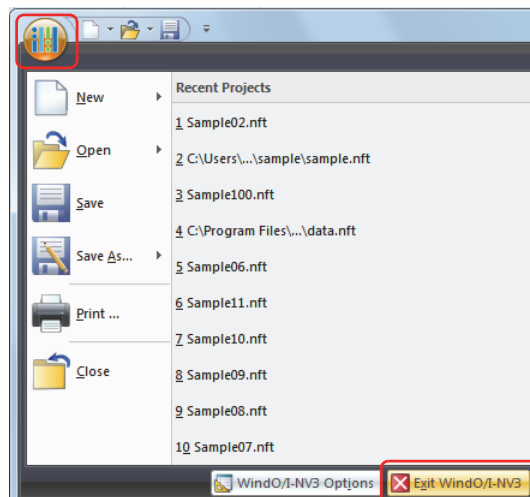 New
Open
Save
Save As...
Print ...
Close
Recent Projects
1 Sample02.nft
2 C:\Users\...\sample\sample.nft
3 Sample100.nft
4 C:\Program Files\...\data.nft
5 Sample06.nft
6 Sample11.nft
7 Sample10.nft
8 Sample09.nft
9 Sample08.nft
10 Sample07.nft
WindO/I-NV3 Options
Exit WindO/I-NV3